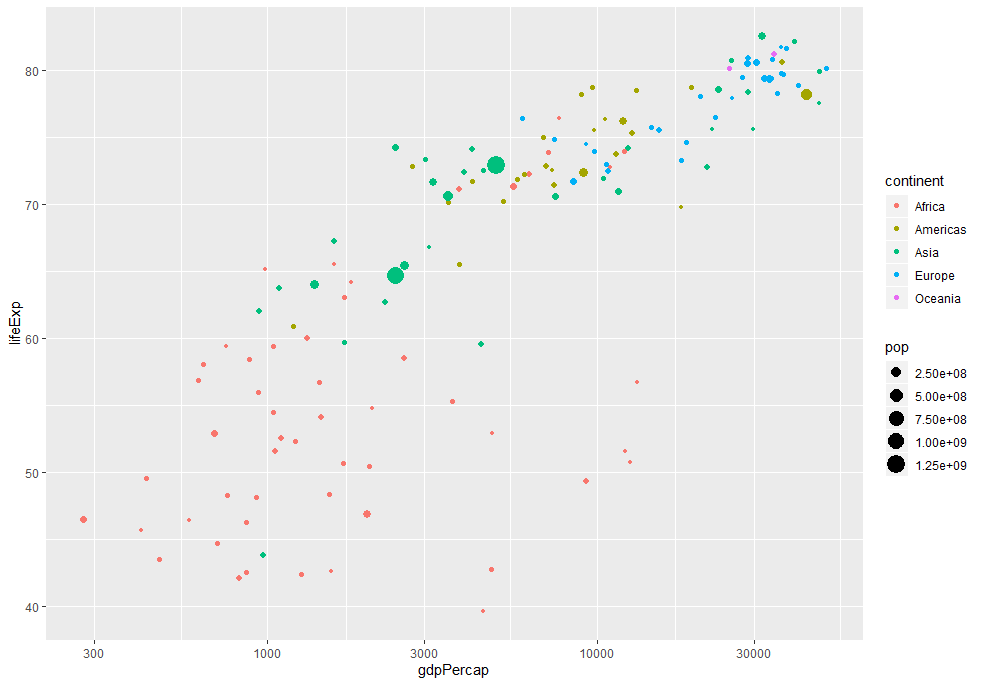 80
70
60
50
40
lifeExp
300
1000
3000
10000
30000
gdpPercap
continent
Africa
Americas
Asia
Europe
Oceania
pop
2.50e+08
5.00e+08
7.50e+08
1.00e+09
1.25e+09